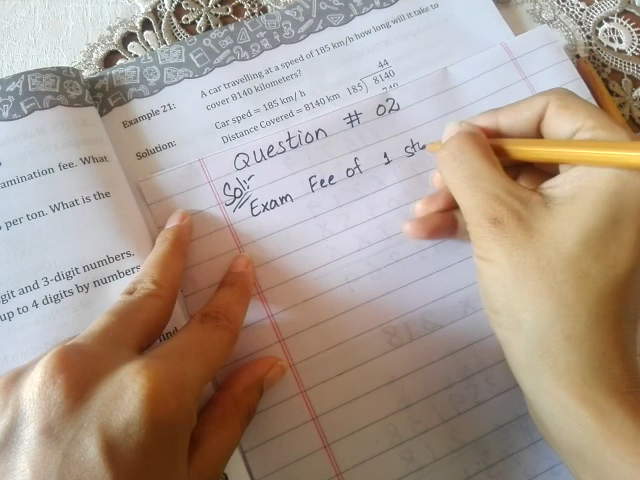 amination fee. What
per ton. What is the
git and 3-digit numbers.
up to 4 digits by numbers
find
Example 21:
A car travelling at a speed of 185 km/h how long will it take to
cover 8140 kilometers?
Solution:
Car sped = 185 km/h
Distance Covered = 8140 km
44
185 8140
Question # 02
Sol:-
Exam Fee of 1 stu